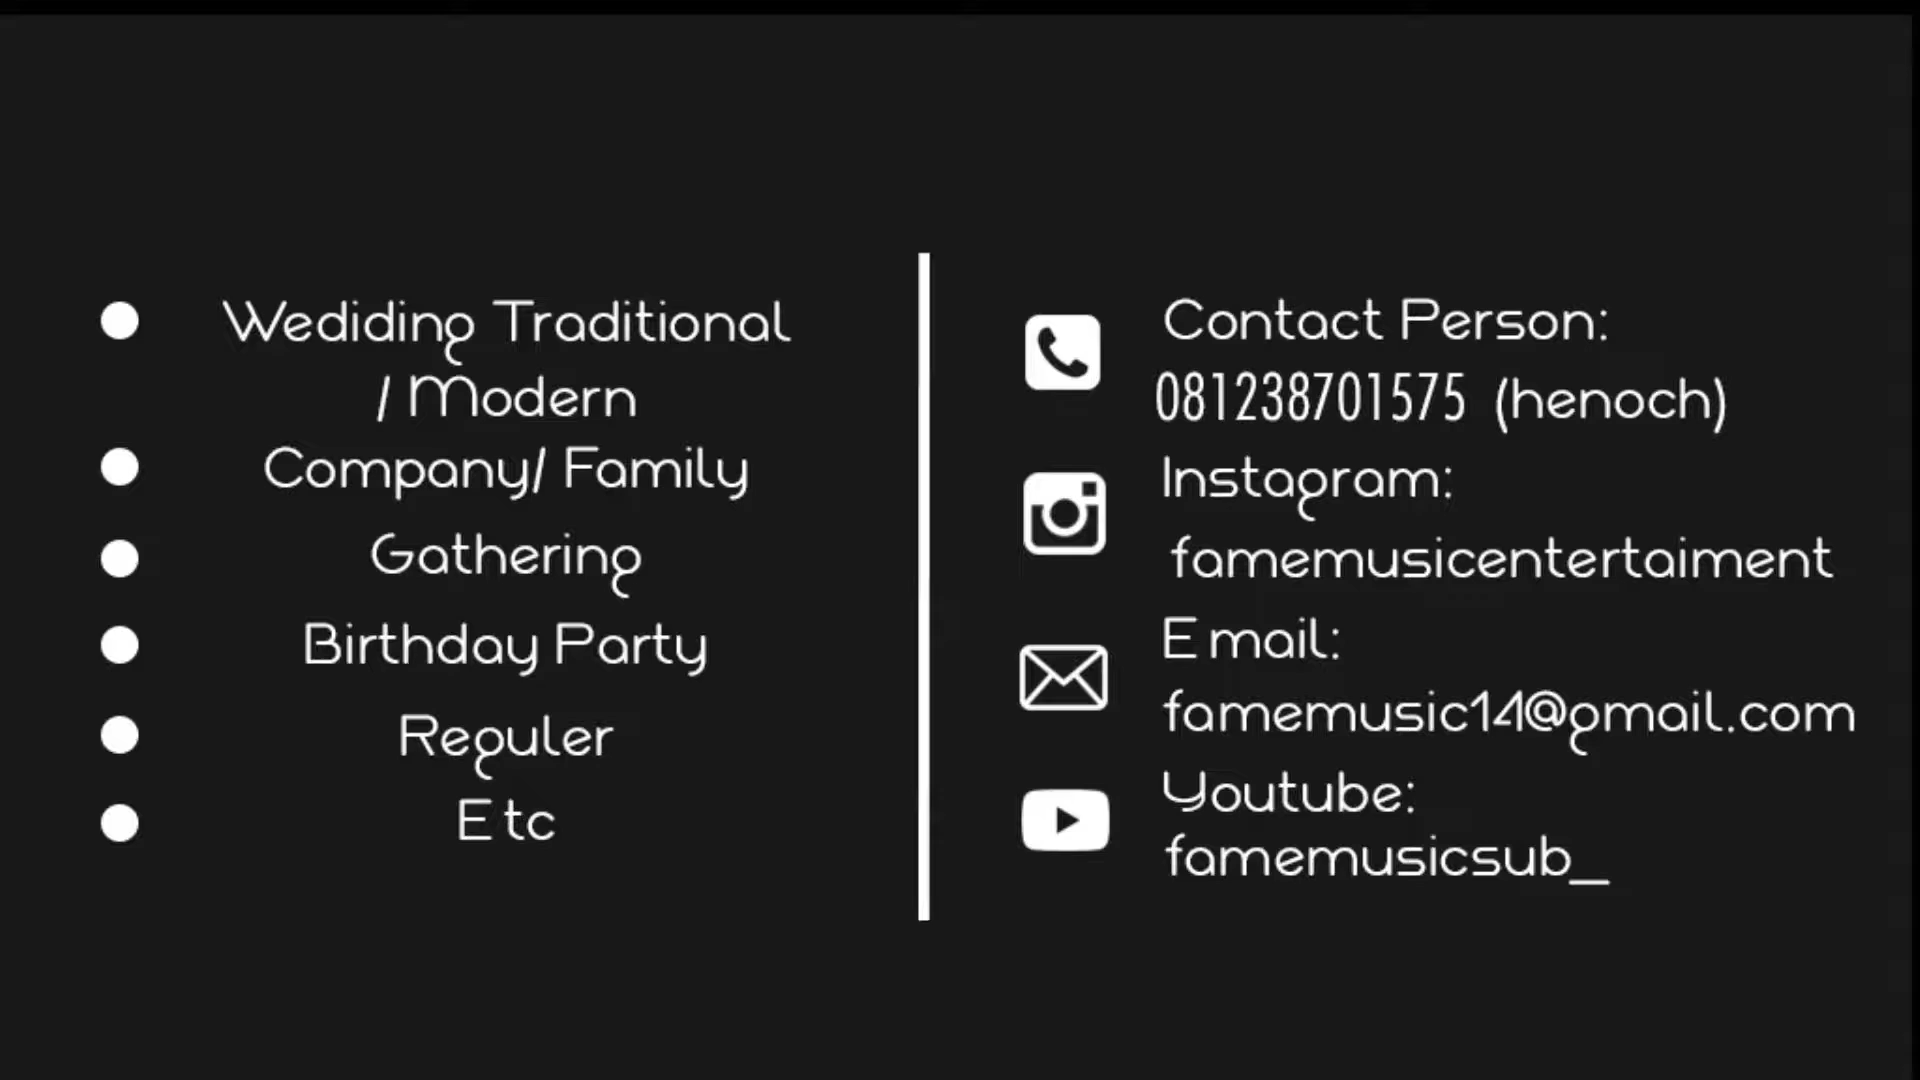 Wediding Traditional
/ Modern
Company/ Family
Gathering
Birthday Party
Reguler
Etc
Contact Person:
081238701575 (henoch)
Instagram:
famemusicentertaiment
Email:
famemusic14@gmail.com
Youtube:
famemusicsub_